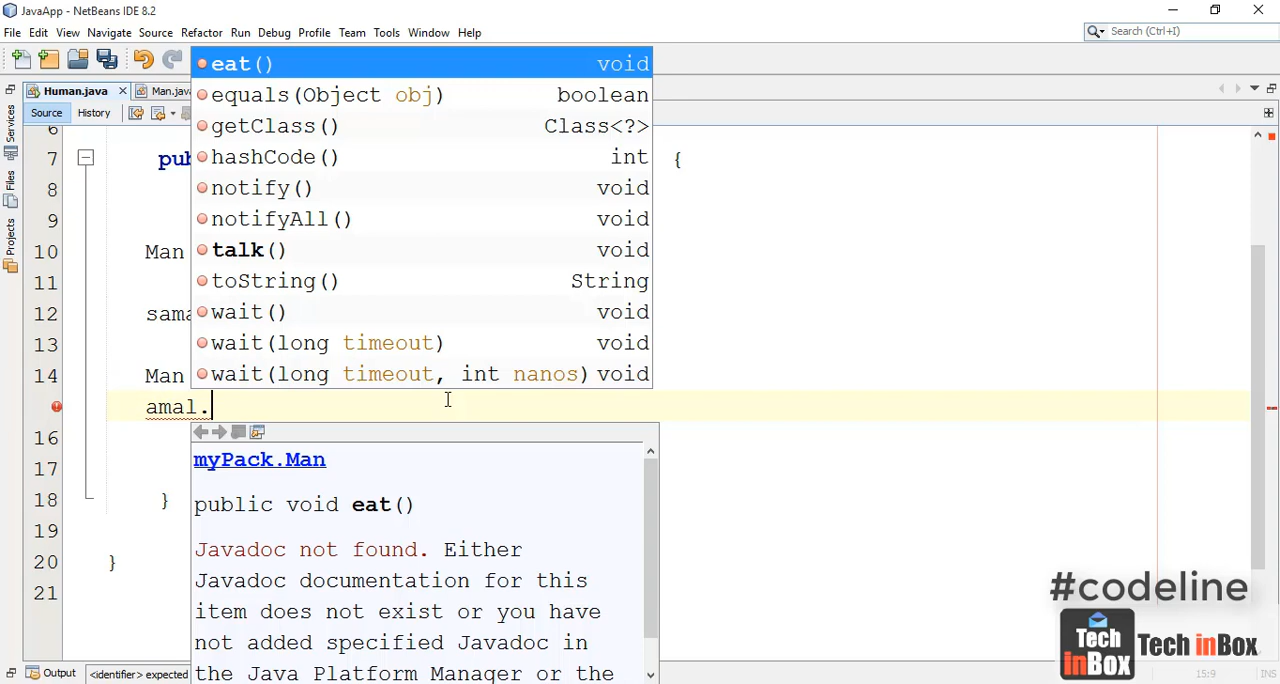 JavaApp - NetBeans IDE 8.2
File Edit View Navigate Source Refactor Run Debug Profile Team Tools Window Help
Search (Ctrl+I)
Human.java
Man.java
Source History
Services
Files
Projects
6
7 {
8
9
10 Man
11
12
13
14 Man
amal.
16
17
18 }
19
20 }
21
eat() void
equals(Object obj) boolean
getClass() Class<?>
hashCode() int
notify() void
notifyAll() void
talk() void
toString() String
wait() void
wait(long timeout) void
wait(long timeout, int nanos) void
myPack.Man
public void eat()
Javadoc not found. Either
Javadoc documentation for this
item does not exist or you have
not added specified Javadoc in
the Java Platform Manager or the
#codeline
Tech
inBOX
Tech inBox.
Output
<identifier> expected
15:9 INS